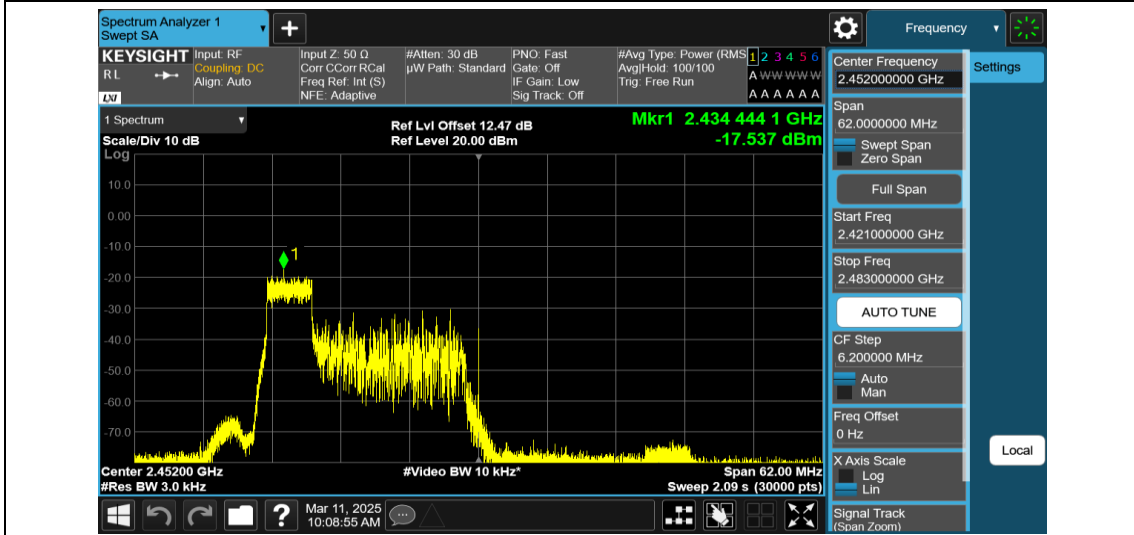 Spectrum Analyzer 1
Swept SA
Frequency
KEYSIGHT
R L
LXI
Input: RF
Coupling: DC
Align: Auto
Input Z: 50 Ω
Corr CCorr RCal
Freq Ref: Int (S)
NFE: Adaptive
#Atten: 30 dB
µW Path: Standard
PNO: Fast
Gate: Off
IF Gain: Low
Sig Track: Off
#Avg Type: Power (RMS
Avg|Hold: 100/100
Trig: Free Run
1 2 3 4 5 6
A W W W W W
A A A A A A
1 Spectrum
Scale/Div 10 dB
Log
Ref Lvl Offset 12.47 dB
Ref Level 20.00 dBm
Mkr1 2.434 444 1 GHz
-17.537 dBm
10.0
0.00
-10.0
-20.0
-30.0
-40.0
-50.0
-60.0
-70.0
1
Center 2.45200 GHz
#Res BW 3.0 kHz
#Video BW 10 kHz*
Span 62.00 MHz
Sweep 2.09 s (30000 pts)
Mar 11, 2025
10:08:55 AM
?
Center Frequency
2.452000000 GHz
Span
62.0000000 MHz
Swept Span
Zero Span
Full Span
Start Freq
2.421000000 GHz
Stop Freq
2.483000000 GHz
AUTO TUNE
CF Step
6.200000 MHz
Auto
Man
Freq Offset
0 Hz
X Axis Scale
Log
Lin
Signal Track
(Span Zoom)
Settings
Local